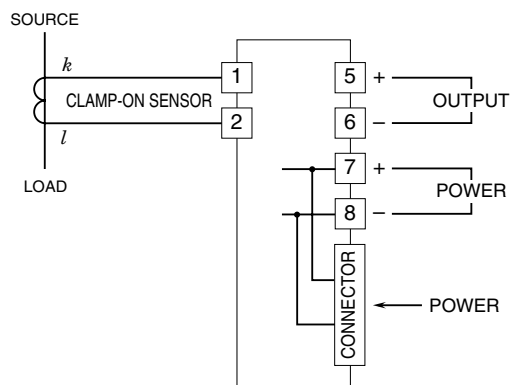 SOURCE
k
CLAMP-ON SENSOR
l
LOAD
1
2
5 +
6 −
OUTPUT
7 +
8 −
POWER
CONNECTOR
POWER